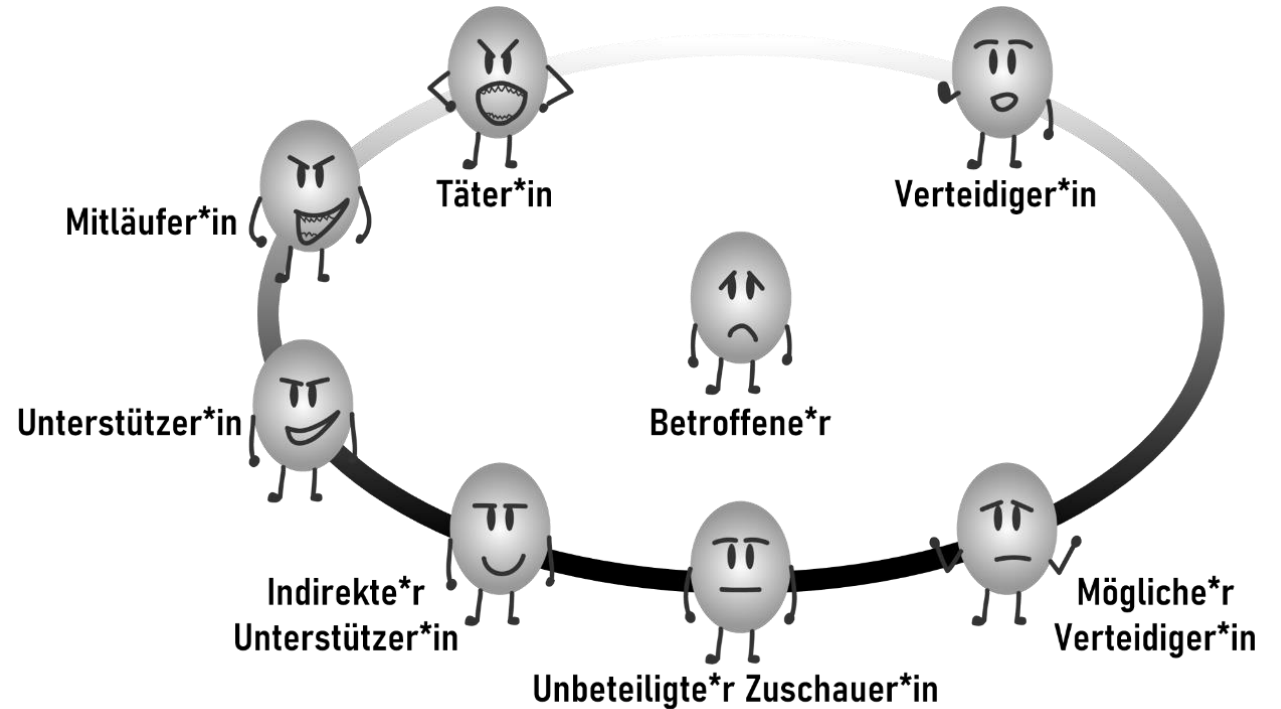 Täter*in
Verteidiger*in
Mitläufer*in
Betroffene*r
Unterstützer*in
Indirekte*r
Unterstützer*in
Mögliche*r
Verteidiger*in
Unbeteiligte*r Zuschauer*in